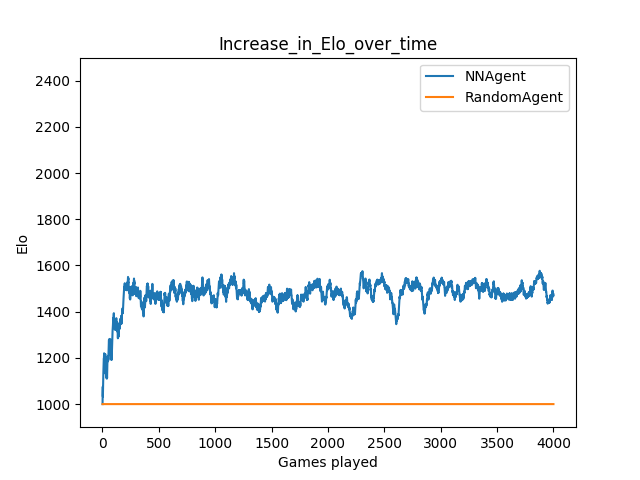 Increase_in_Elo_over_time
NNAgent
RandomAgent
2400
2200
2000
1800
1600
1400
1200
1000
Elo
0 500 1000 1500 2000 2500 3000 3500 4000
Games played